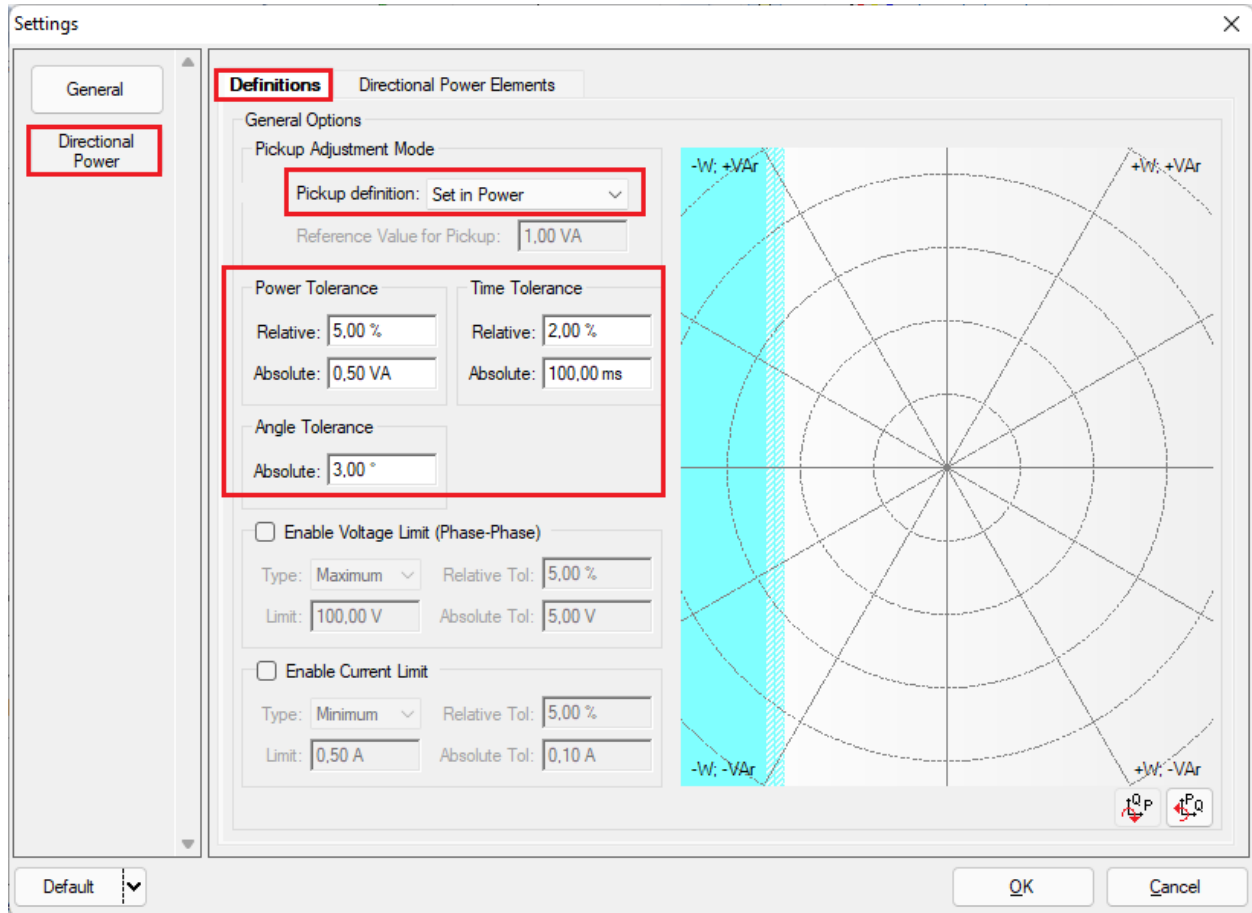 Settings
General
Directional
Power
Definitions
Directional Power Elements
General Options
Pickup Adjustment Mode
Pickup definition: Set in Power
Reference Value for Pickup: 1,00 VA
Power Tolerance
Relative: 5,00 %
Absolute: 0,50 VA
Time Tolerance
Relative: 2,00 %
Absolute: 100,00 ms
Angle Tolerance
Absolute: 3,00 °
Enable Voltage Limit (Phase-Phase)
Type: Maximum Relative Tol: 5,00 %
Limit: 100,00 V Absolute Tol: 5,00 V
Enable Current Limit
Type: Minimum Relative Tol: 5,00 %
Limit: 0,50 A Absolute Tol: 0,10 A
-W; +VAr
+W; +VAr
-W; -VAr
+W; -VAr
Q P
P Q
Default
OK
Cancel